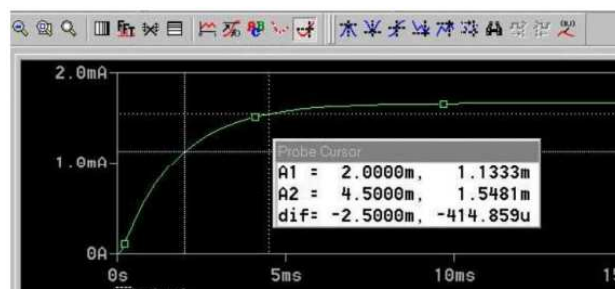 2.0mA
Probe Cursor
A1 = 2.0000m, 1.1333m
1.0mA
A2 = 4.5000m, 1.5481m
dif= -2.5000m, -414.859u
0A
0s 5ms 10ms 15